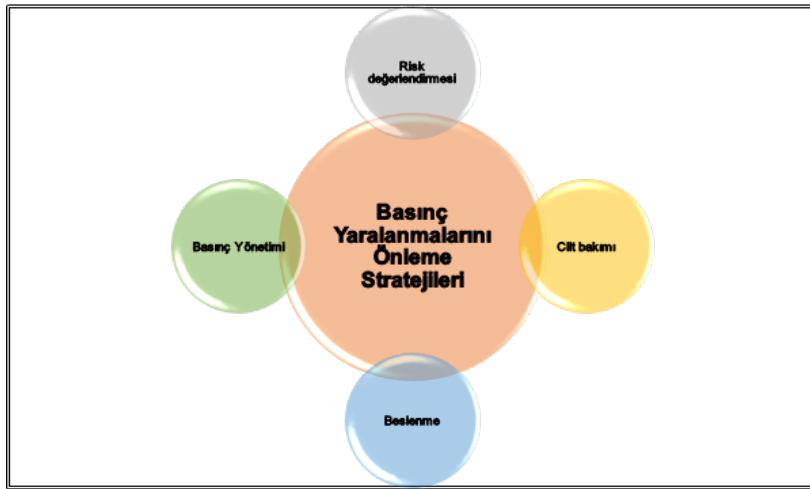 Risk
değerlendirmesi
Basınç
Yaralanmalarını
Önleme
Stratejileri
Basınç Yönetimi
Cilt bakımı
Beslenme